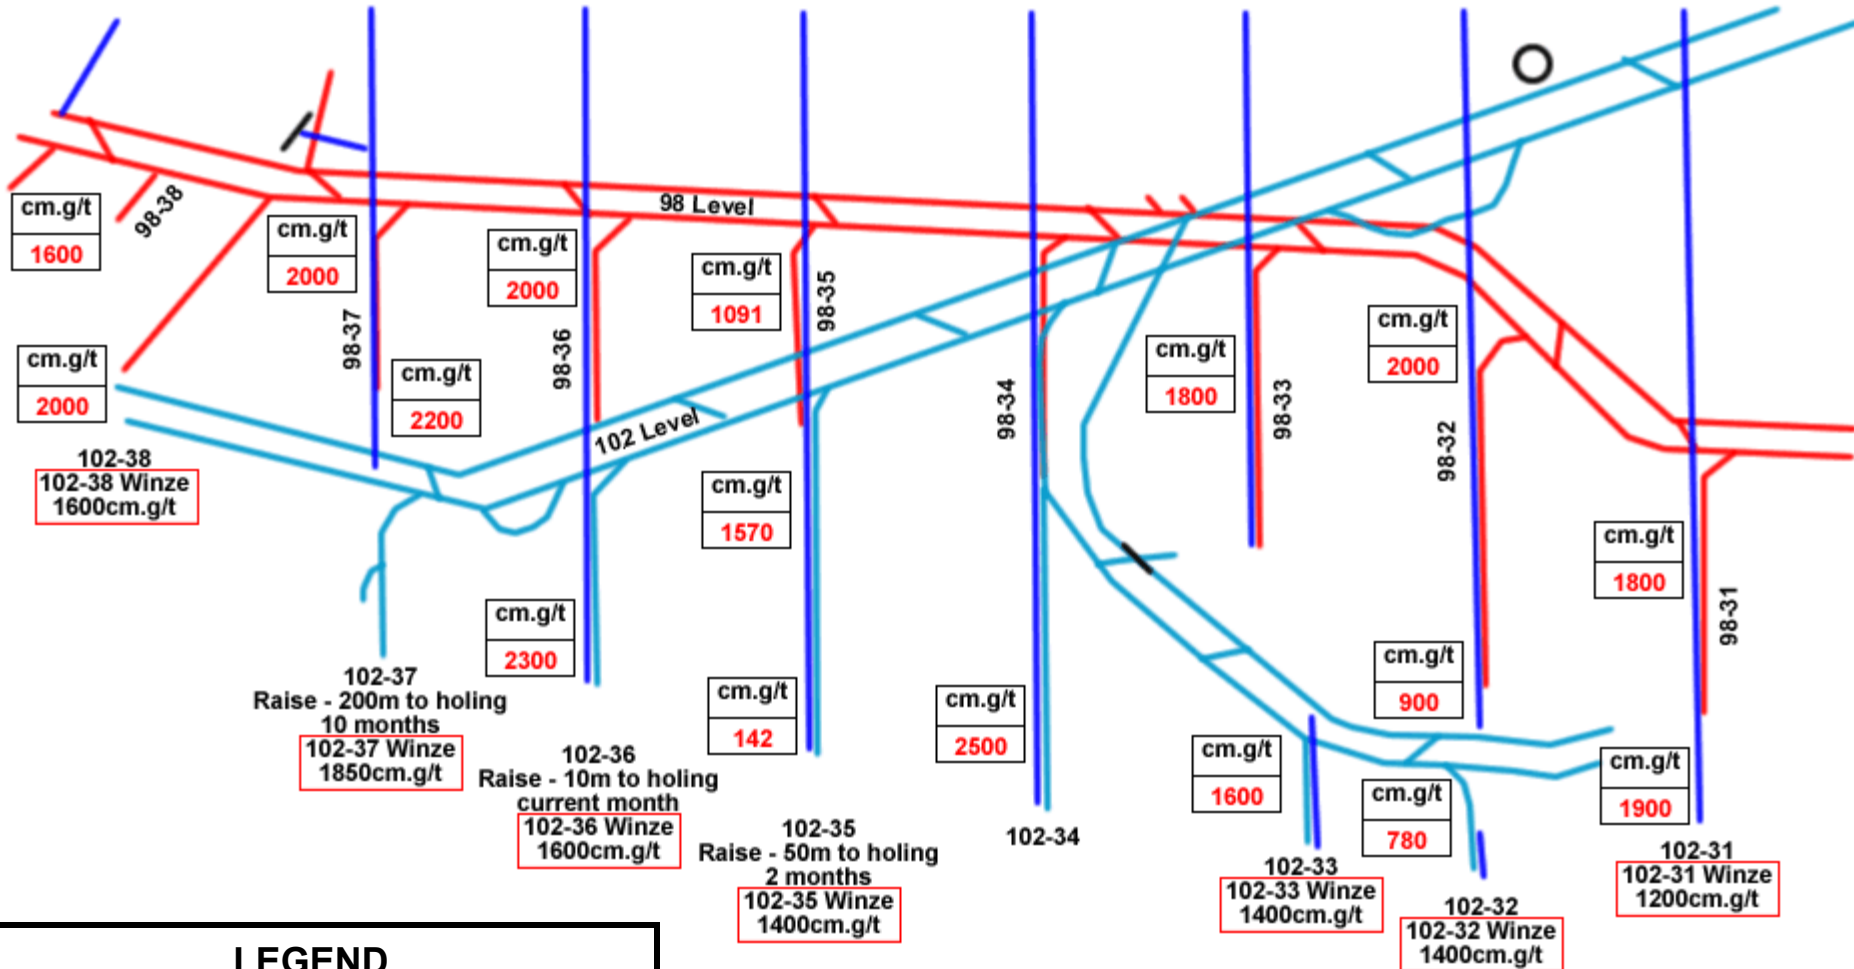 98 Level
98-38
cm.g/t
1600
cm.g/t
2000
cm.g/t
2000
cm.g/t
1091
98-35
98-37
98-36
cm.g/t
2000
cm.g/t
2200
102 Level
98-34
cm.g/t
1800
98-33
cm.g/t
2000
98-32
102-38
102-38 Winze
1600cm.g/t
cm.g/t
1570
cm.g/t
1800
98-31
cm.g/t
2300
cm.g/t
142
cm.g/t
2500
cm.g/t
900
cm.g/t
1600
cm.g/t
780
cm.g/t
1900
102-37
Raise - 200m to holing
10 months
102-37 Winze
1850cm.g/t
102-36
Raise - 10m to holing
current month
102-36 Winze
1600cm.g/t
102-35
Raise - 50m to holing
2 months
102-35 Winze
1400cm.g/t
102-34
102-33
102-33 Winze
1400cm.g/t
102-32
102-32 Winze
1400cm.g/t
102-31
102-31 Winze
1200cm.g/t
LEGEND